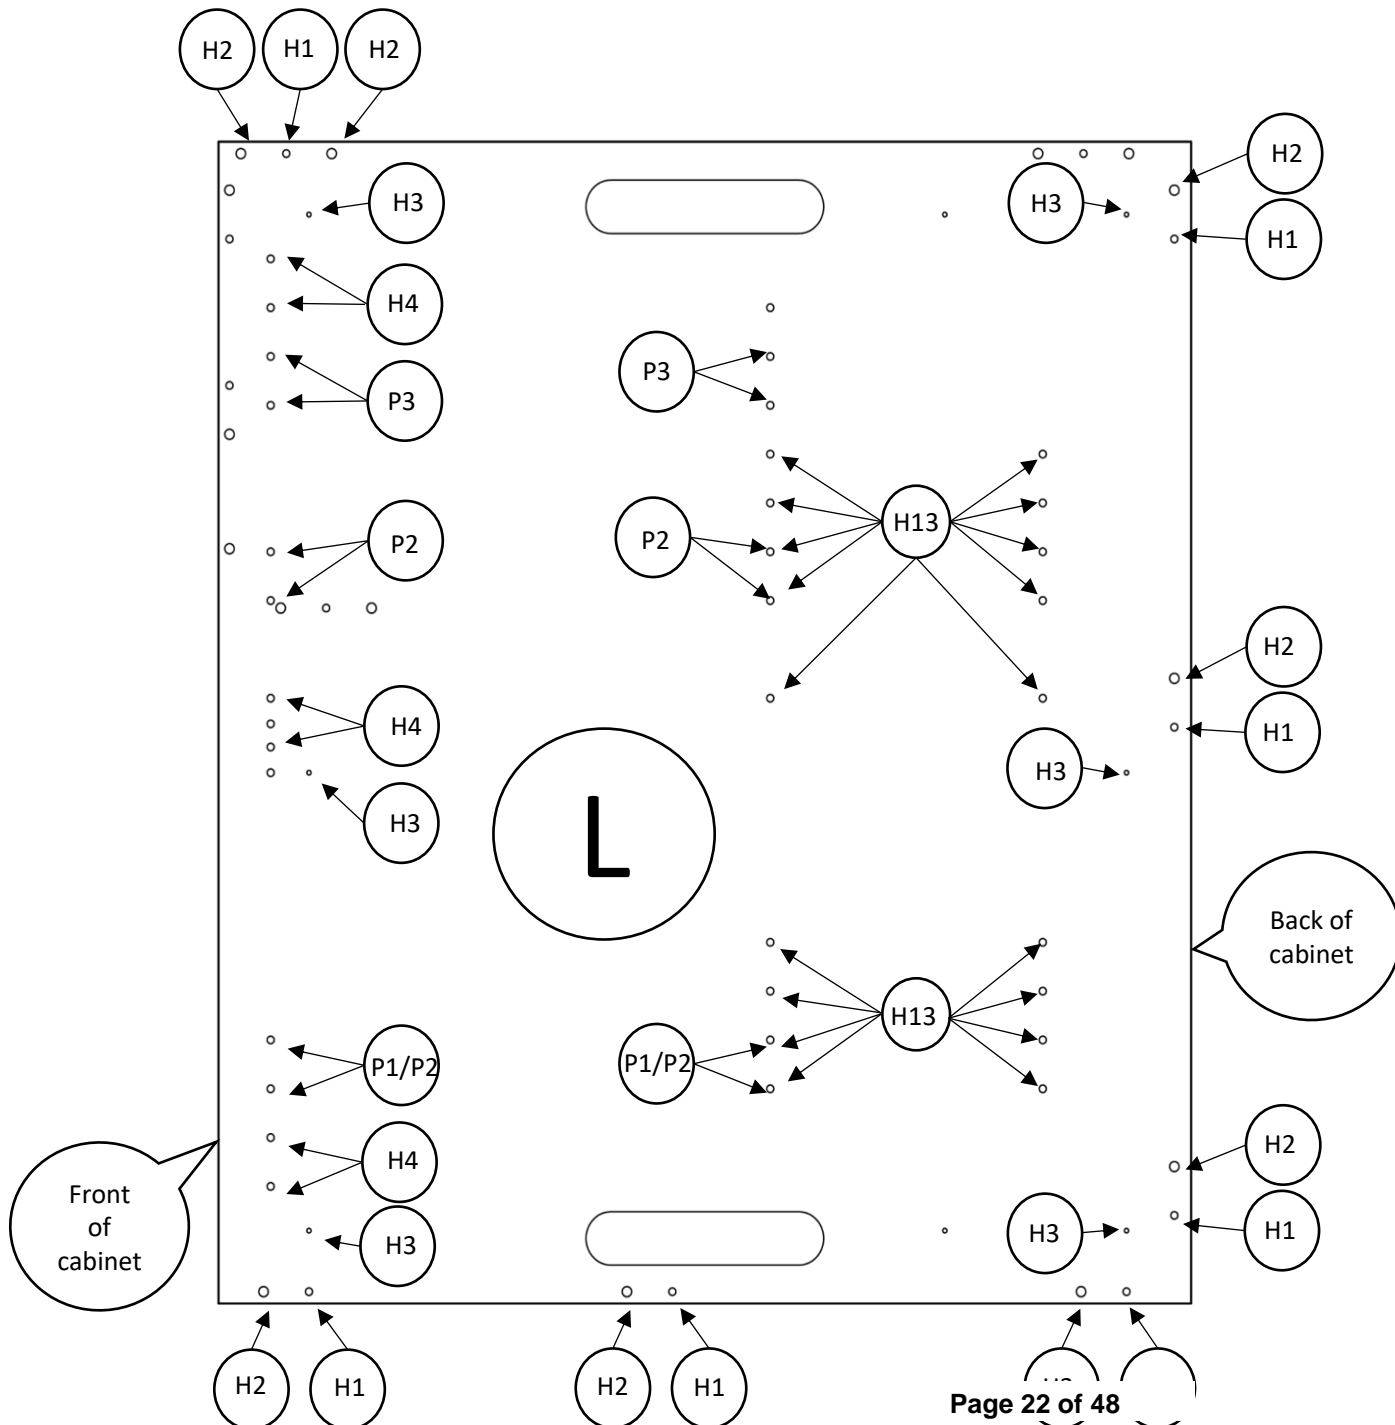 H2 H1 H2
H2
H3
H3
H1
H4
P3
P3
H13
P2
P2
H2
H4
H1
H3
H3
L
Back of
cabinet
H13
P1/P2
P1/P2
H2
H4
Front
of
cabinet
H3
H3
H1
H2
H1
H2
H1
Page 22 of 48